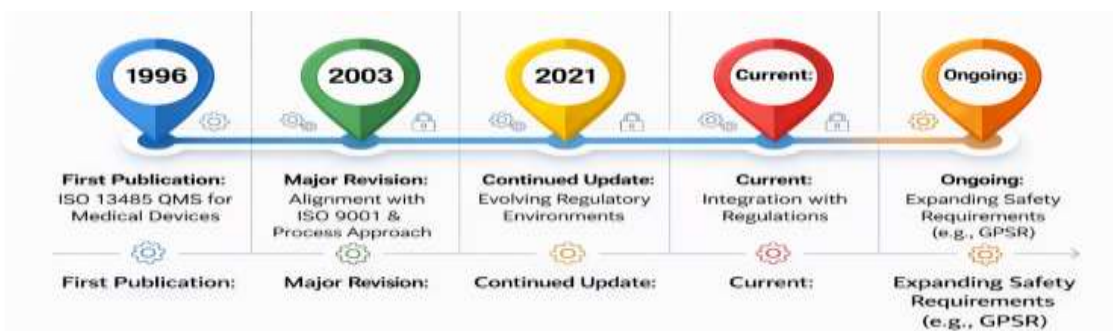 1996
2003
2021
Current:
Ongoing:
First Publication:
ISO 13485 QMS for
Medical Devices
Major Revision:
Alignment with
ISO 9001 &
Process Approach
Continued Update:
Evolving Regulatory
Environments
Current:
Integration with
Regulations
Ongoing:
Expanding Safety
Requirements
(e.g., GPSR)
First Publication:
Major Revision:
Continued Update:
Current:
Expanding Safety
Requirements
(e.g., GPSR)